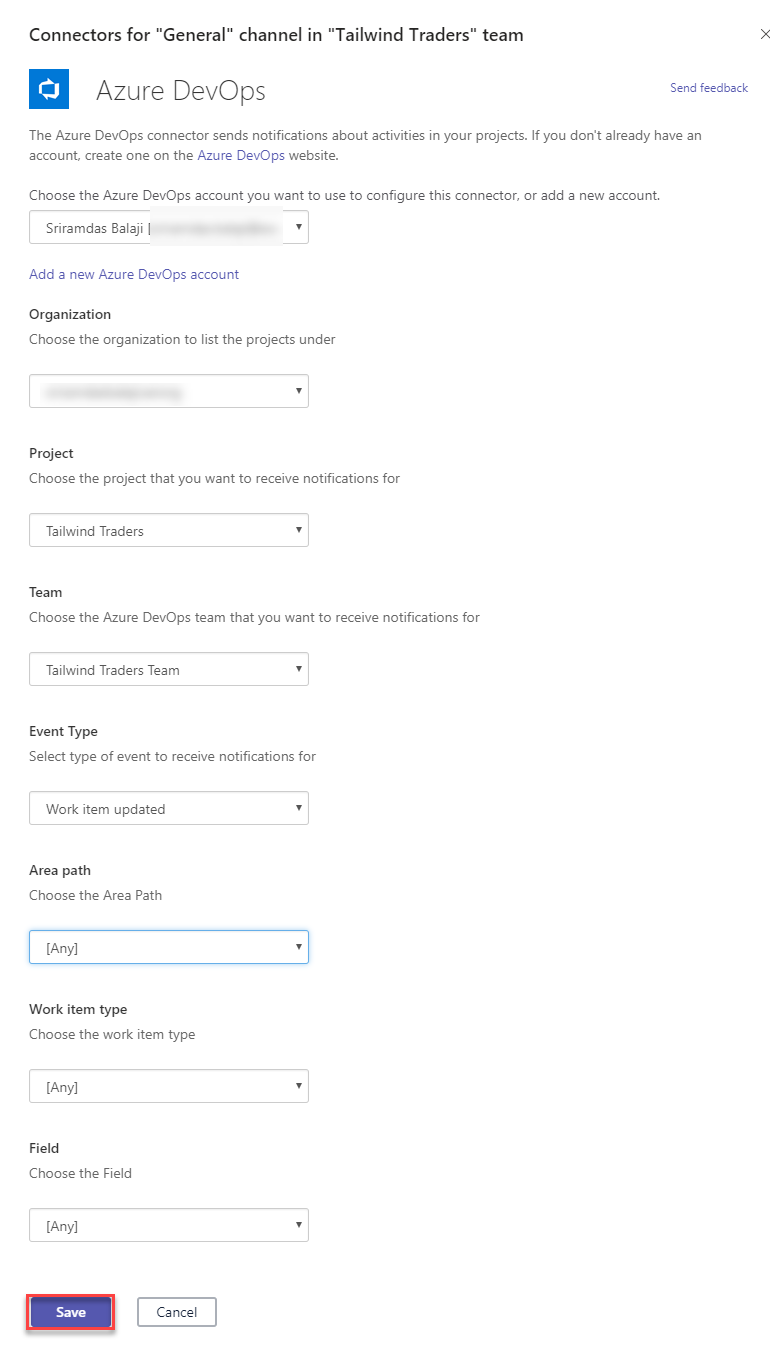 Connectors for "General" channel in "Tailwind Traders" team
Azure DevOps
Send feedback
The Azure DevOps connector sends notifications about activities in your projects. If you don't already have an
account, create one on the Azure DevOps website.
Choose the Azure DevOps account you want to use to configure this connector, or add a new account.
Sriramdas Balaji [
Add a new Azure DevOps account
Organization
Choose the organization to list the projects under
Project
Choose the project that you want to receive notifications for
Tailwind Traders
Team
Choose the Azure DevOps team that you want to receive notifications for
Tailwind Traders Team
Event Type
Select type of event to receive notifications for
Work item updated
Area path
Choose the Area Path
[Any]
Work item type
Choose the work item type
[Any]
Field
Choose the Field
[Any]
Save
Cancel